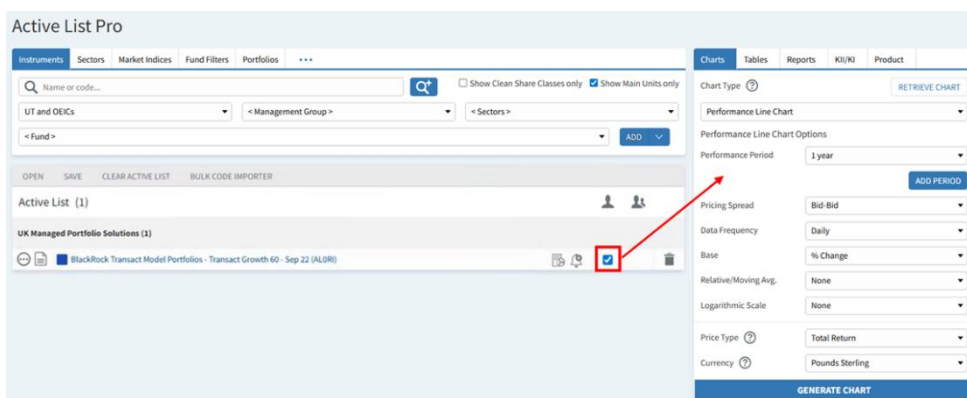 Active List Pro
Instruments Sectors Market Indices Fund Filters Portfolios •••
Name or code...
Show Clean Share Classes only Show Main Units only
UT and OEICs < Management Group > < Sectors >
< Fund > ADD
OPEN SAVE CLEAR ACTIVE LIST BULK CODE IMPORTER
Active List (1)
UK Managed Portfolio Solutions (1)
BlackRock Transact Model Portfolios - Transact Growth 60 - Sep 22 (AL0RI)
Charts Tables Reports KII/KI Product
Chart Type ? RETRIEVE CHART
Performance Line Chart
Performance Line Chart Options
Performance Period 1 year
ADD PERIOD
Pricing Spread Bid-Bid
Data Frequency Daily
Base % Change
Relative/Moving Avg. None
Logarithmic Scale None
Price Type ? Total Return
Currency ? Pounds Sterling
GENERATE CHART